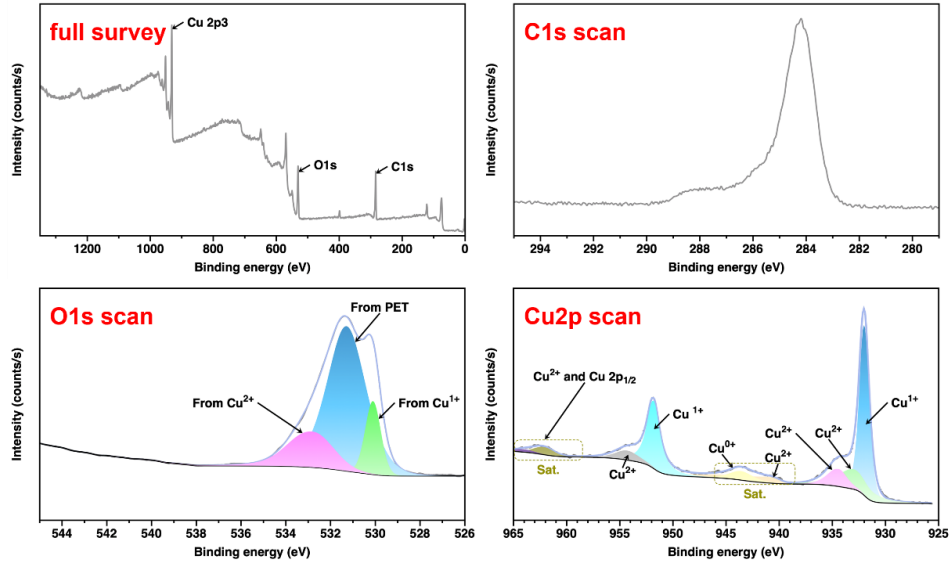 full survey
Cu 2p3
O1s
C1s
Intensity (counts/s)
1200 1000 800 600 400 200 0
Binding energy (eV)
C1s scan
Intensity (counts/s)
294 292 290 288 286 284 282 280
Binding energy (eV)
O1s scan
From PET
From Cu²⁺
From Cu¹⁺
Intensity (counts/s)
544 542 540 538 536 534 532 530 528 526
Binding energy (eV)
Cu2p scan
Cu²⁺ and Cu 2p₁/₂
Cu ¹⁺
Cu¹⁺
Cu²⁺
Cu²⁺
Cu⁰⁺
Cu²⁺
Cu²⁺
Sat.
Sat.
Intensity (counts/s)
965 960 955 950 945 940 935 930 925
Binding energy (eV)